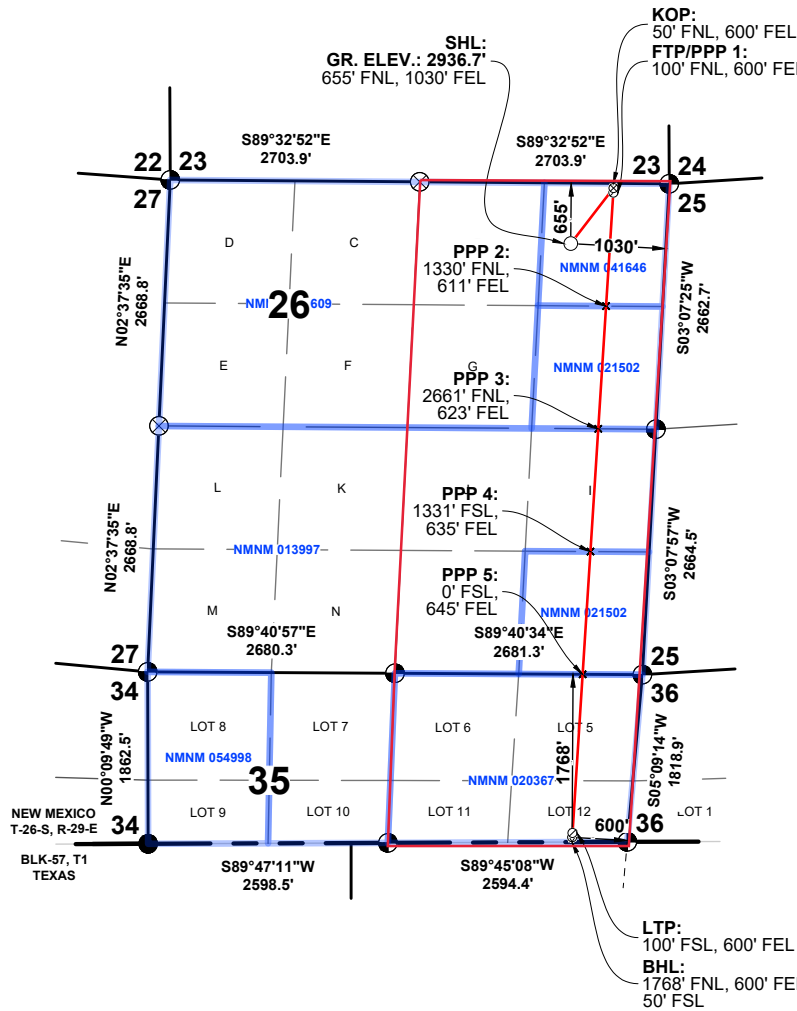 KOP:
50' FNL, 600' FEL
FTP/PPP 1:
100' FNL, 600' FEL
SHL:
GR. ELEV.: 2936.7'
655' FNL, 1030' FEL
S89°32'52"E
2703.9'
S89°32'52"E
2703.9'
22 23
27
23 24
25
D
C
655'
1030'
NMNM 041646
N02°37'35"E
2668.8'
26
609
PPP 2:
1330' FNL,
611' FEL
S03°07'25"W
2662.7'
E
F
G
NMNM 021502
PPP 3:
2661' FNL,
623' FEL
L
K
I
PPP 4:
1331' FSL,
635' FEL
N02°37'35"E
2668.8'
NMNM 013997
S03°07'57"W
2664.5'
PPP 5:
0' FSL,
645' FEL
M
N
NMNM 021502
S89°40'57"E
2680.3'
S89°40'34"E
2681.3'
27
34
25
36
LOT 8
LOT 7
LOT 6
LOT 5
N00°09'49"W
1862.5'
NMNM 054998
35
NMNM 020367
1768'
S05°09'14"W
1818.9'
LOT 9
LOT 10
LOT 11
LOT 12
LOT 1
NEW MEXICO
T-26-S, R-29-E
34
600'
36
BLK-57, T1
TEXAS
S89°47'11"W
2598.5'
S89°45'08"W
2594.4'
LTP:
100' FSL, 600' FEL
BHL:
1768' FNL, 600' FEL
50' FSL